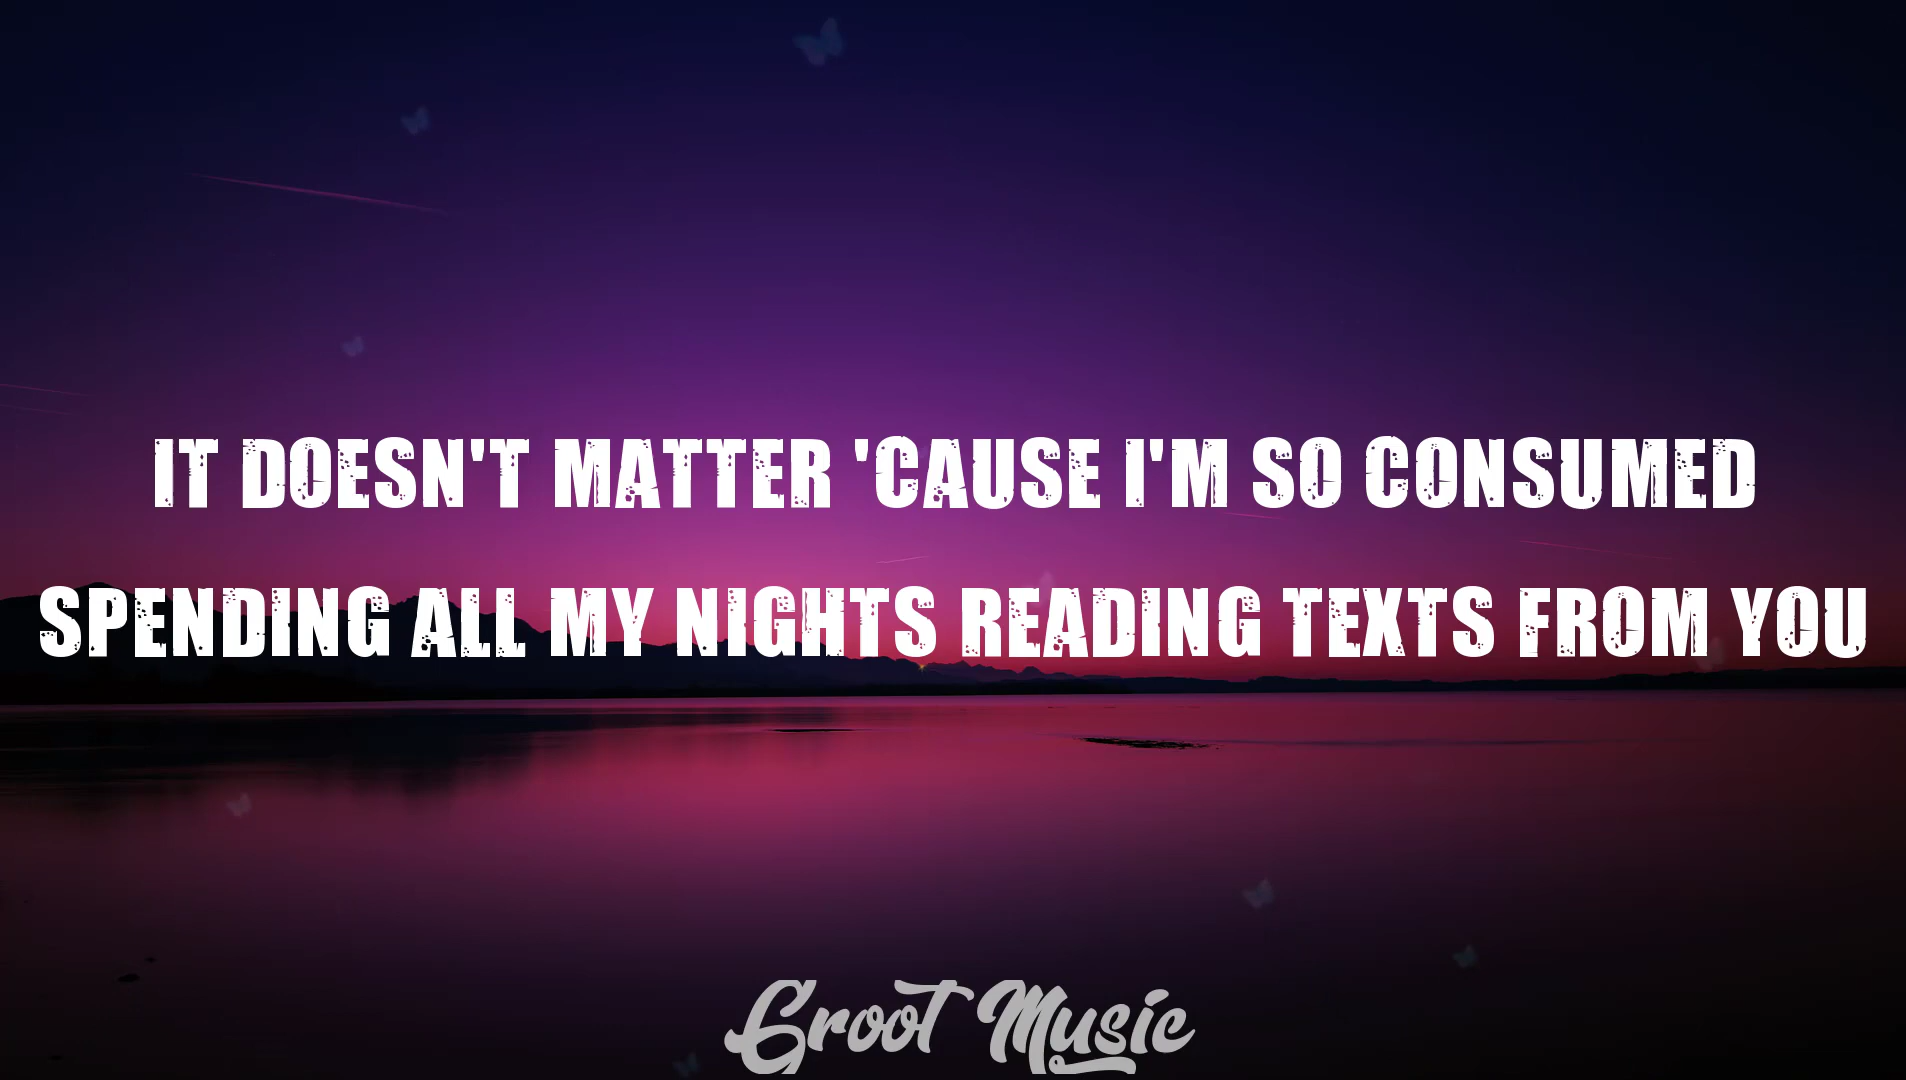 IT DOESN'T MATTER 'CAUSE I'M SO CONSUMED
SPENDING ALL MY NIGHTS READING TEXTS FROM YOU
Groot Music